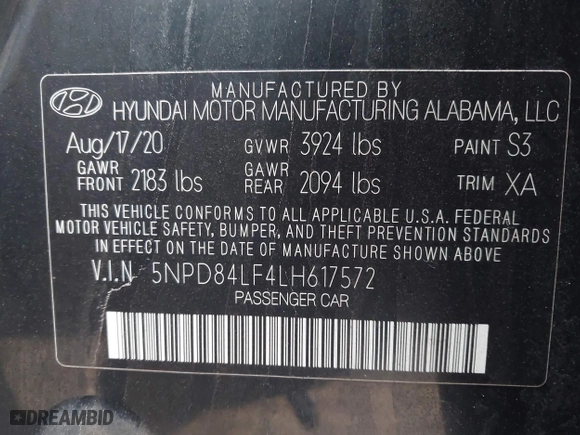 MANUFACTURED BY
HYUNDAI MOTOR MANUFACTURING ALABAMA, LLC
Aug/17/20 GVWR 3924 lbs PAINT S3
GAWR FRONT 2183 lbs GAWR REAR 2094 lbs TRIM XA
THIS VEHICLE CONFORMS TO ALL APPLICABLE U.S.A. FEDERAL
MOTOR VEHICLE SAFETY, BUMPER, AND THEFT PREVENTION STANDARDS
IN EFFECT ON THE DATE OF MANUFACTURE SHOWN ABOVE.
V.I.N 5NPD84LF4LH617572
PASSENGER CAR
DREAMBID